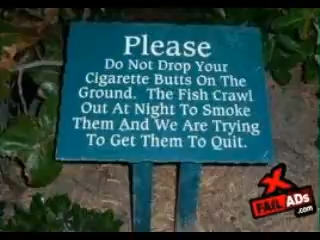 Please
Do Not Drop Your
Cigarette Butts On The
Ground. The Fish Crawl
Out At Night To Smoke
Them And We Are Trying
To Get Them To Quit.
FAIL ADS
.com